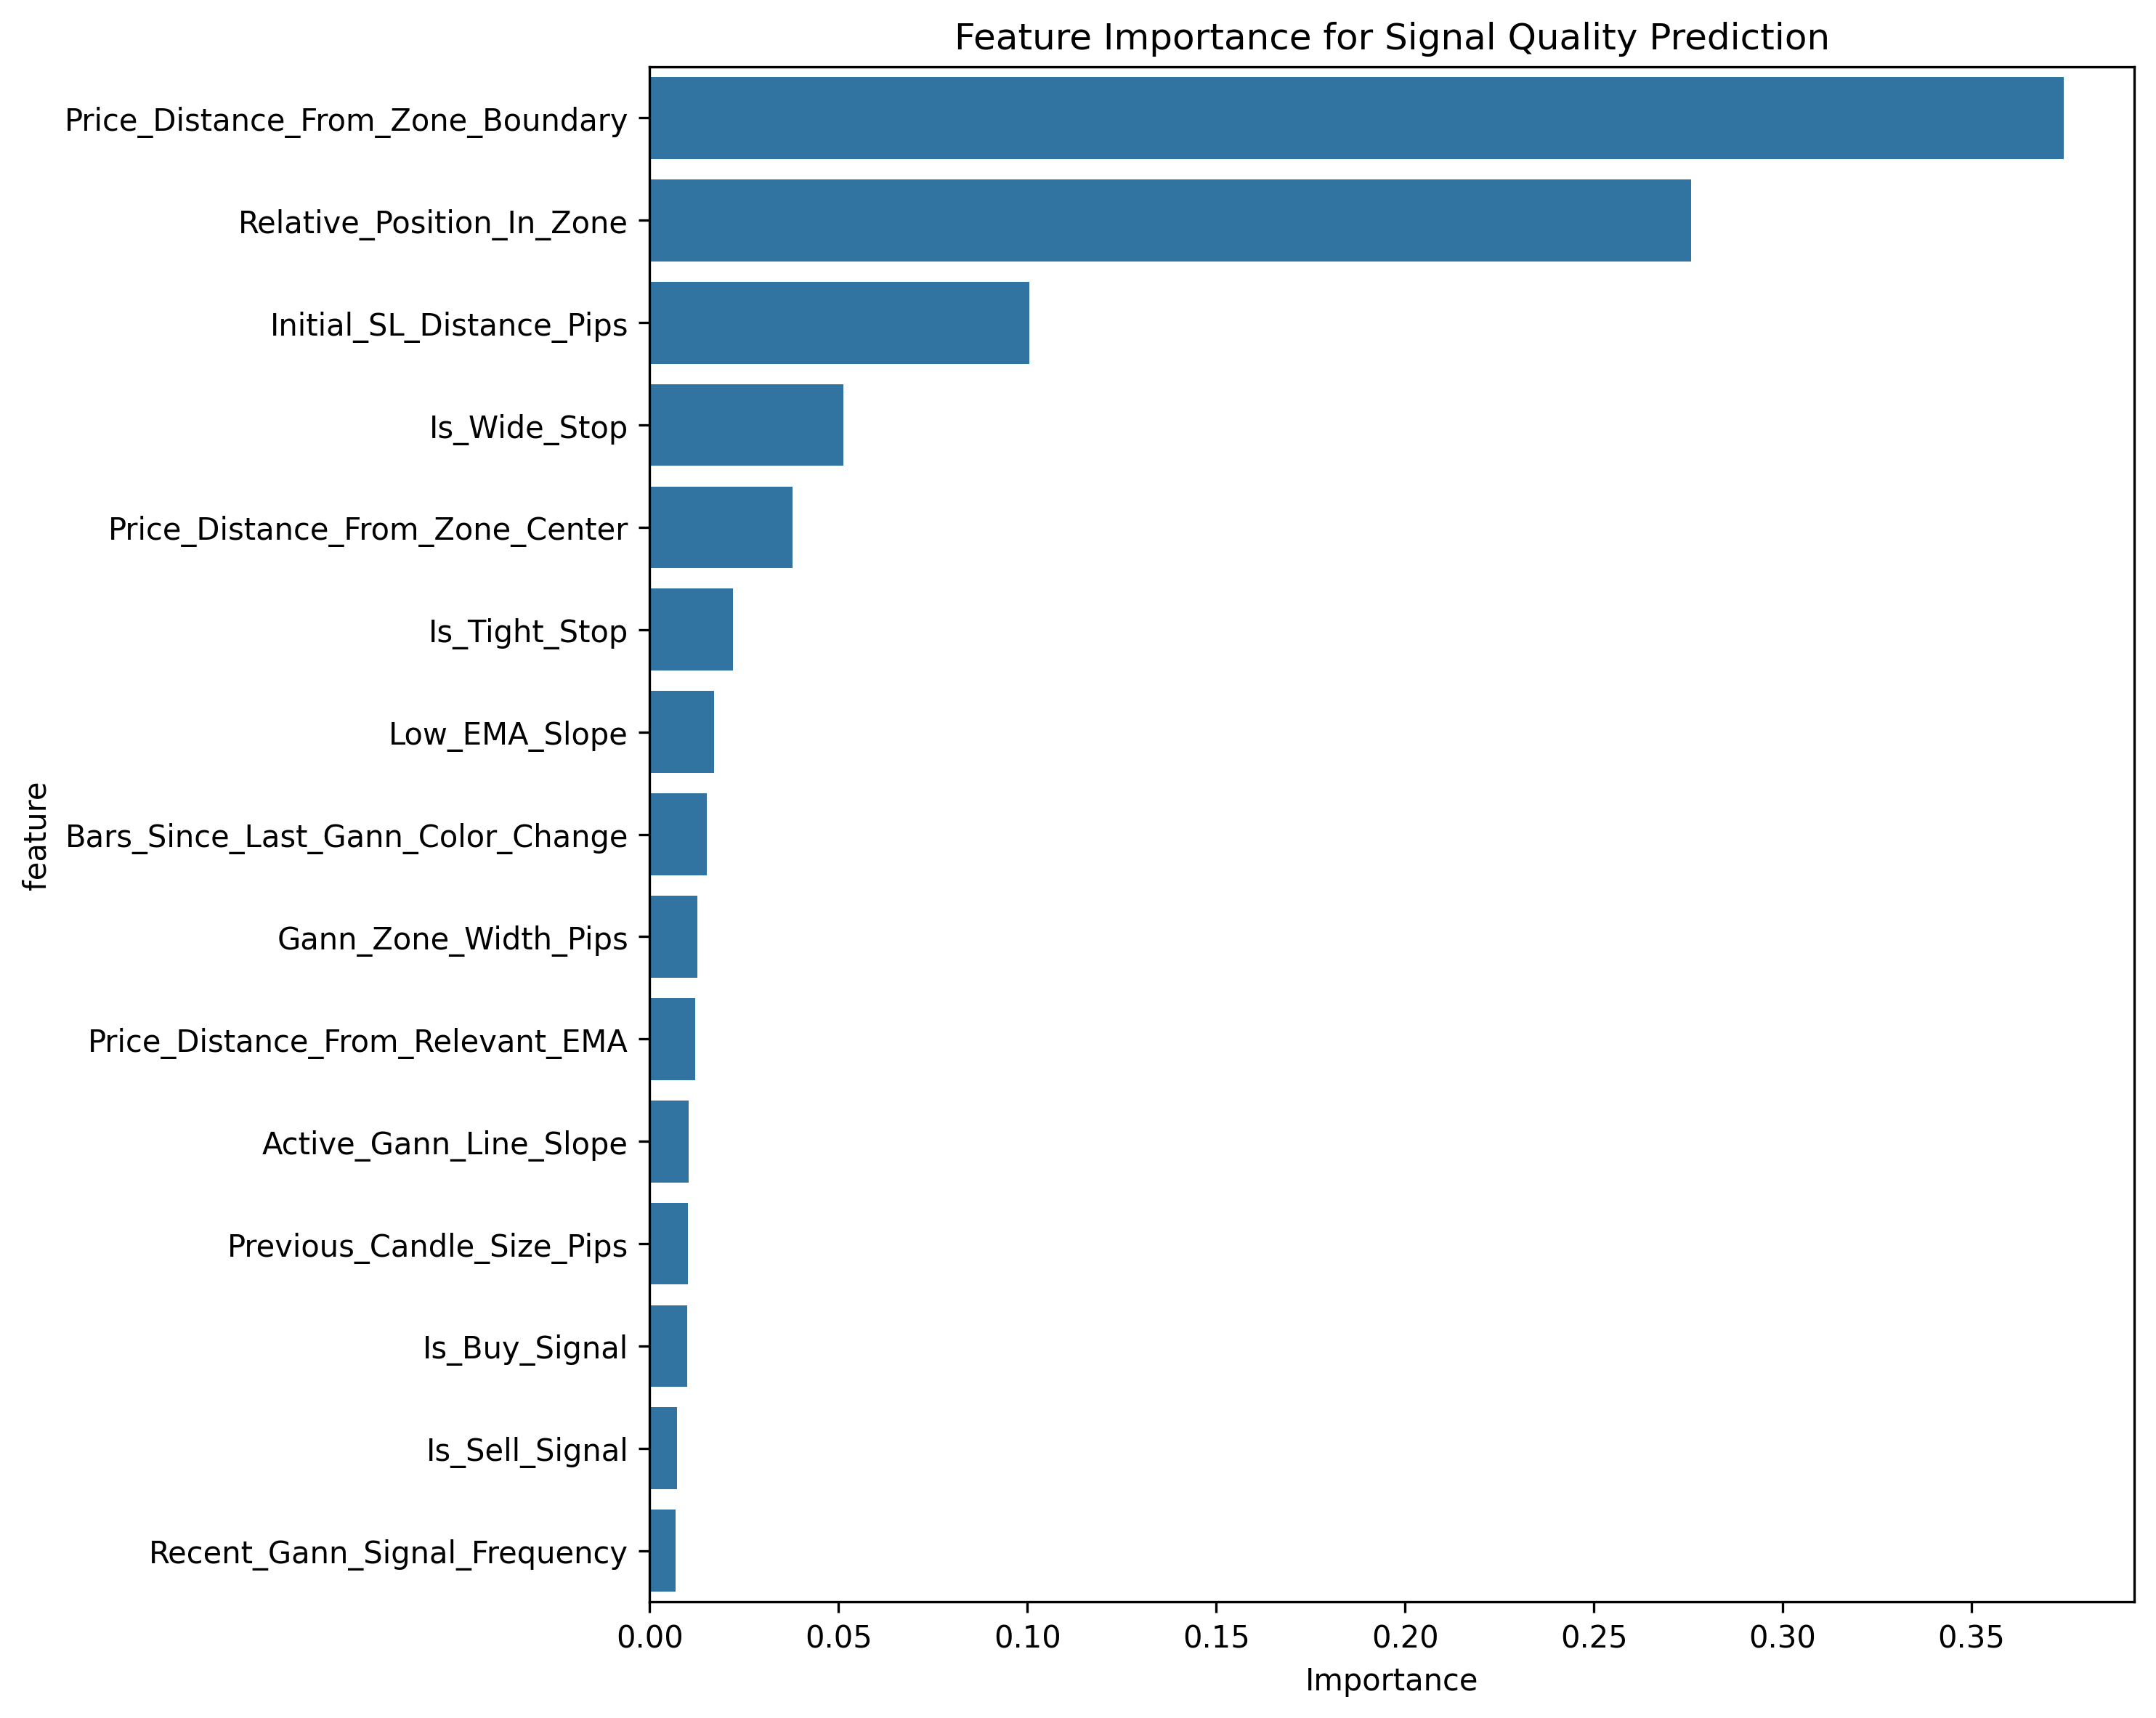 Feature Importance for Signal Quality Prediction
Price_Distance_From_Zone_Boundary
Relative_Position_In_Zone
Initial_SL_Distance_Pips
Is_Wide_Stop
Price_Distance_From_Zone_Center
Is_Tight_Stop
Low_EMA_Slope
Bars_Since_Last_Gann_Color_Change
Gann_Zone_Width_Pips
Price_Distance_From_Relevant_EMA
Active_Gann_Line_Slope
Previous_Candle_Size_Pips
Is_Buy_Signal
Is_Sell_Signal
Recent_Gann_Signal_Frequency
feature
0.00 0.05 0.10 0.15 0.20 0.25 0.30 0.35
Importance